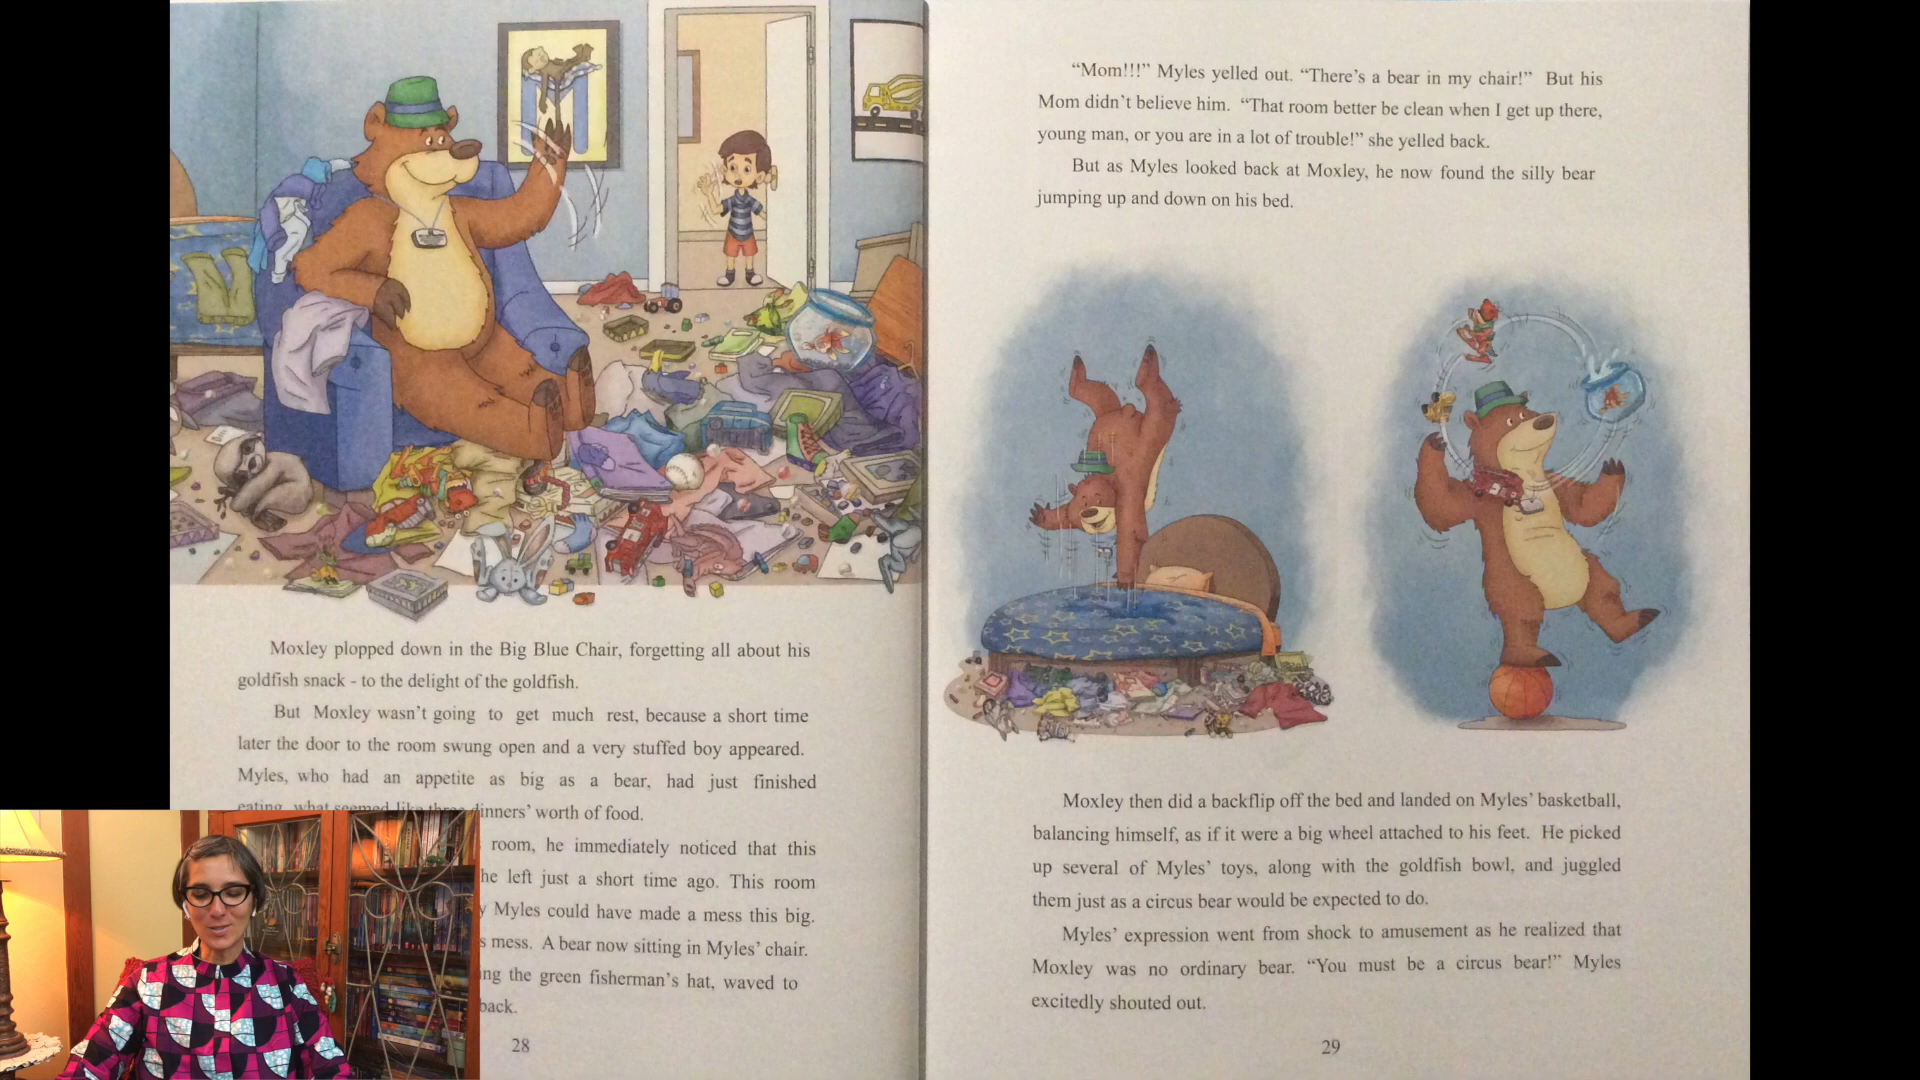 Moxley plopped down in the Big Blue Chair, forgetting all about his
goldfish snack - to the delight of the goldfish.
But Moxley wasn't going to get much rest, because a short time
later the door to the room swung open and a very stuffed boy appeared.
Myles, who had an appetite as big as a bear, had just finished
eating, what seemed like three dinners' worth of food.
room, he immediately noticed that this
he left just a short time ago. This room
Myles could have made a mess this big.
mess. A bear now sitting in Myles' chair.
the green fisherman's hat, waved to
back.
28
“Mom!!!” Myles yelled out. “There's a bear in my chair!” But his
Mom didn't believe him. “That room better be clean when I get up there,
young man, or you are in a lot of trouble!” she yelled back.
But as Myles looked back at Moxley, he now found the silly bear
jumping up and down on his bed.
Moxley then did a backflip off the bed and landed on Myles' basketball,
balancing himself, as if it were a big wheel attached to his feet. He picked
up several of Myles' toys, along with the goldfish bowl, and juggled
them just as a circus bear would be expected to do.
Myles' expression went from shock to amusement as he realized that
Moxley was no ordinary bear. “You must be a circus bear!” Myles
excitedly shouted out.
29